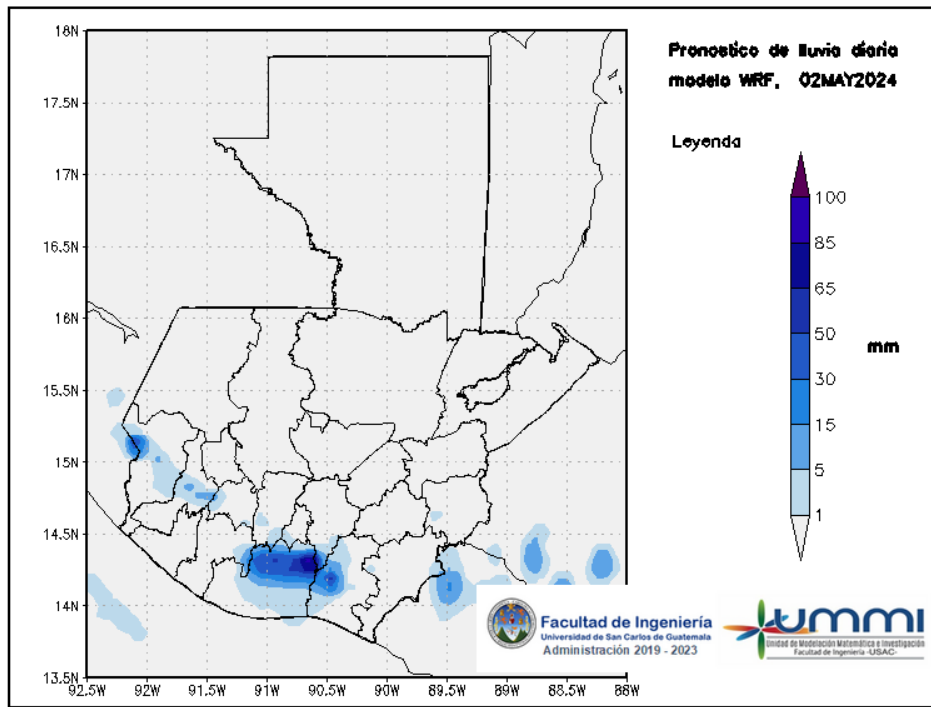 Pronostico de lluvia diaria
modelo WRF, 02MAY2024
Leyenda
100
85
65
50
30
15
5
1
mm
18N
17.5N
17N
16.5N
16N
15.5N
15N
14.5N
14N
13.5N
92.5W 92W 91.5W 91W 90.5W 90W 89.5W 89W 88.5W 88W
Facultad de Ingeniería
Universidad de San Carlos de Guatemala
Administración 2019 - 2023
UMMI
Unidad de Modelación Matemática e Investigación
Facultad de Ingeniería -USAC-